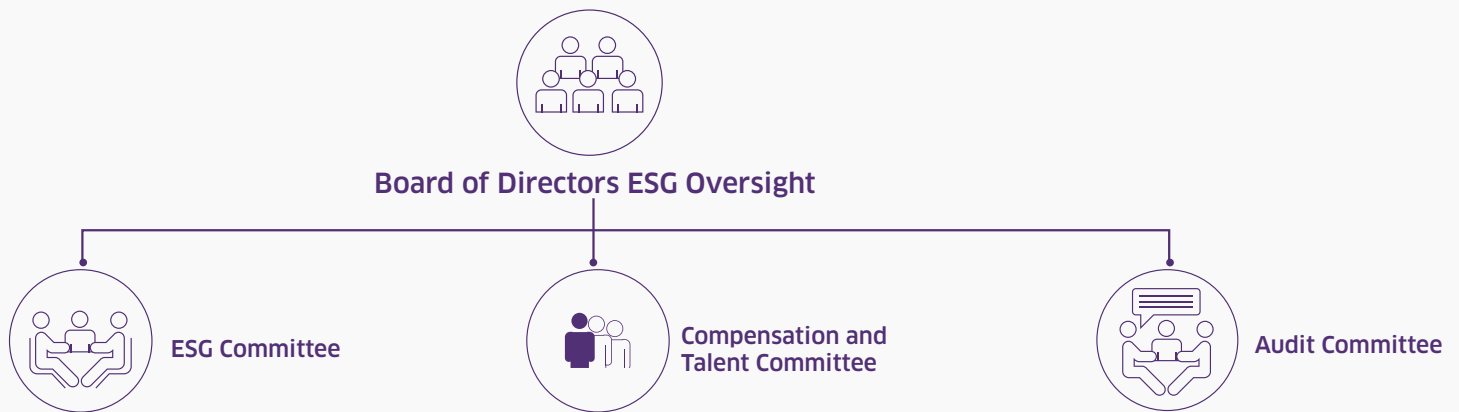 Board of Directors ESG Oversight
ESG Committee
Compensation and
Talent Committee
Audit Committee